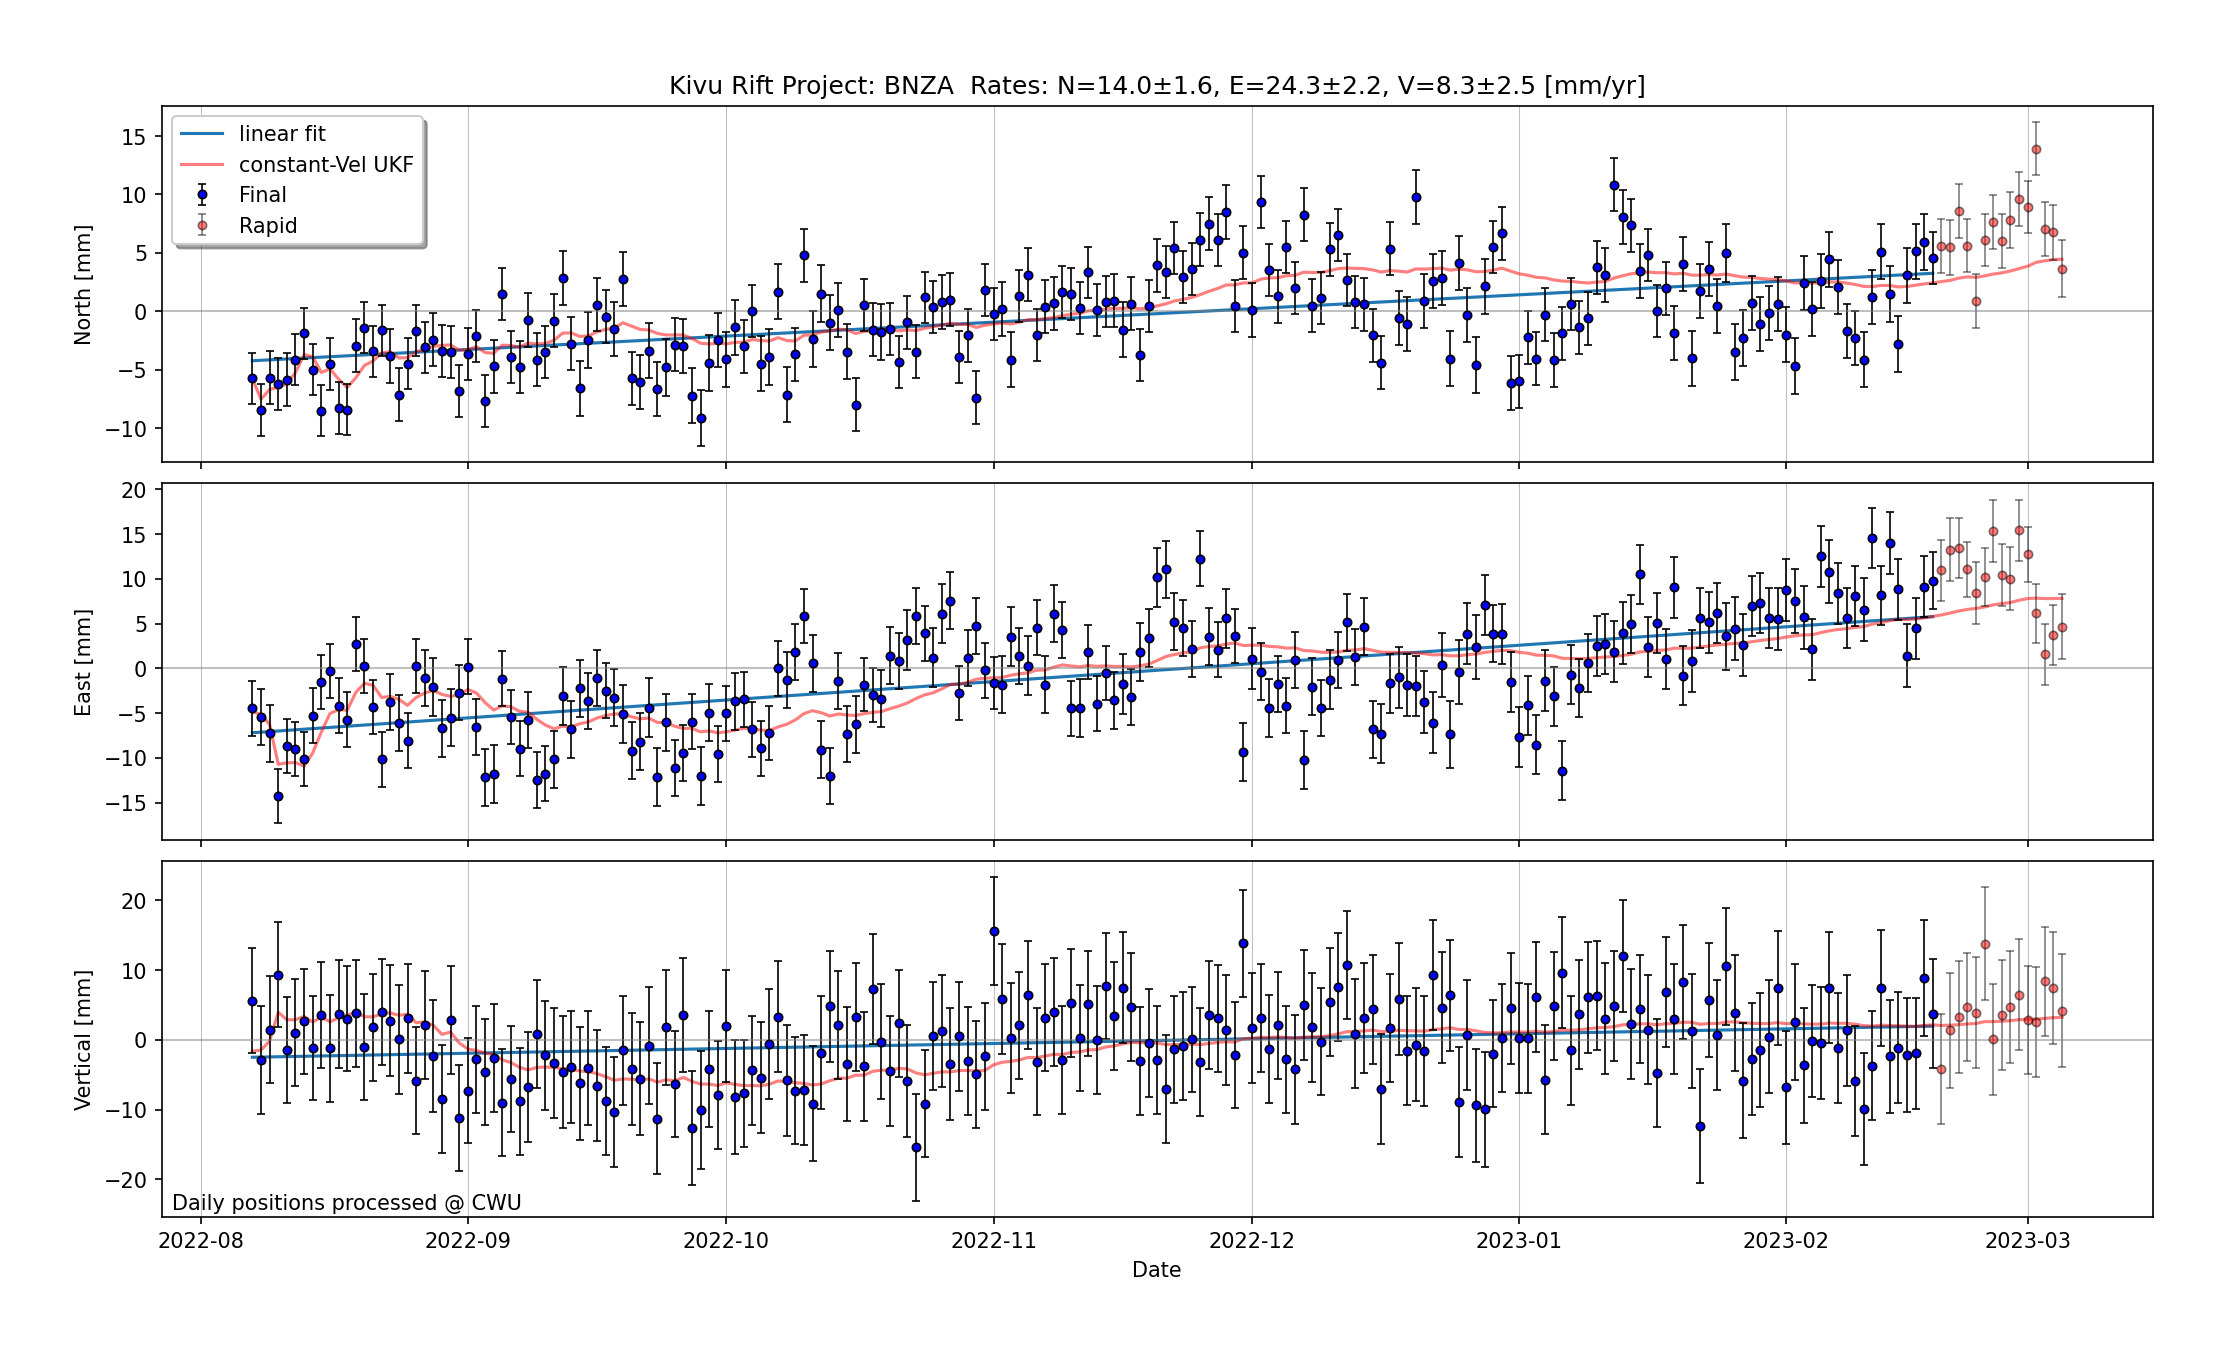 Kivu Rift Project: BNZA  Rates: N=14.0±1.6, E=24.3±2.2, V=8.3±2.5 [mm/yr]
linear fit
constant-Vel UKF
Final
Rapid
North [mm]
15
10
5
0
−5
−10
East [mm]
20
15
10
5
0
−5
−10
−15
Vertical [mm]
20
10
0
−10
−20
Daily positions processed @ CWU
2022-08 2022-09 2022-10 2022-11 2022-12 2023-01 2023-02 2023-03
Date